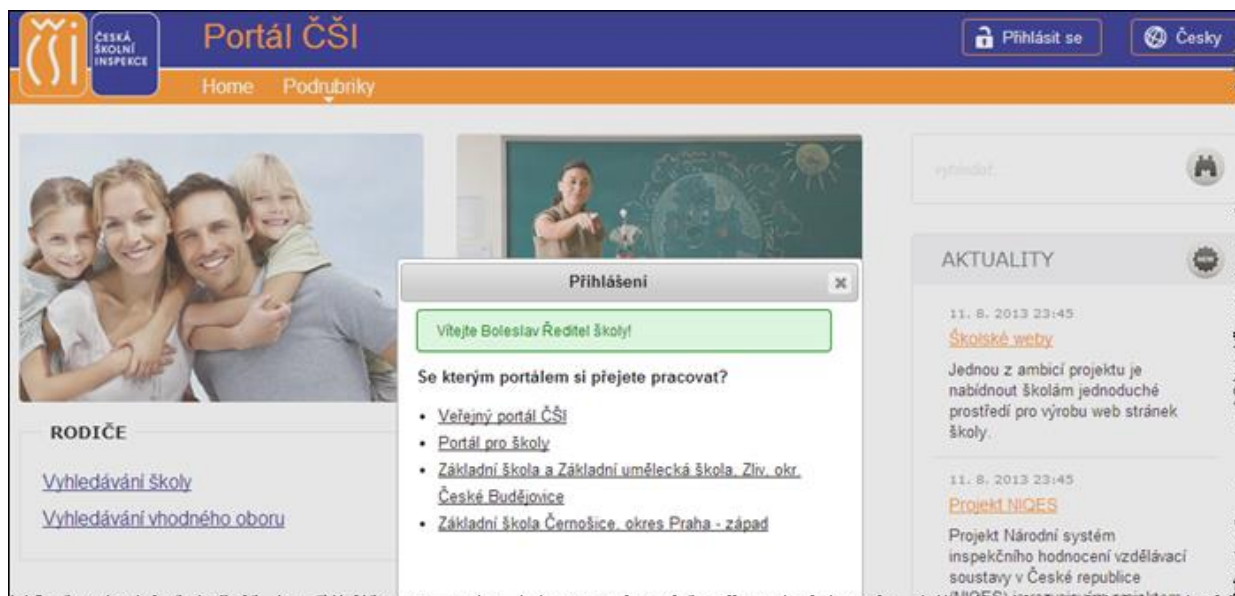 čši
ČESKÁ
ŠKOLNÍ
INSPEKCE
Portál ČŠI
Přihlásit se
Česky
Home Podrubriky
vyhledat..
AKTUALITY
11. 8. 2013 23:45
Školské weby
Jednou z ambicí projektu je
nabídnout školám jednoduché
prostředí pro výrobu web stránek
školy.
11. 8. 2013 23:45
Projekt NIQES
Projekt Národní systém
inspekčního hodnocení vzdělávací
soustavy v České republice
Přihlášení
Vítejte Boleslav Ředitel školy!
Se kterým portálem si přejete pracovat?
Veřejný portál ČŠI
Portál pro školy
Základní škola a Základní umělecká škola, Zliv, okr.
České Budějovice
Základní škola Černošice, okres Praha - západ
RODIČE
Vyhledávání školy
Vyhledávání vhodného oboru